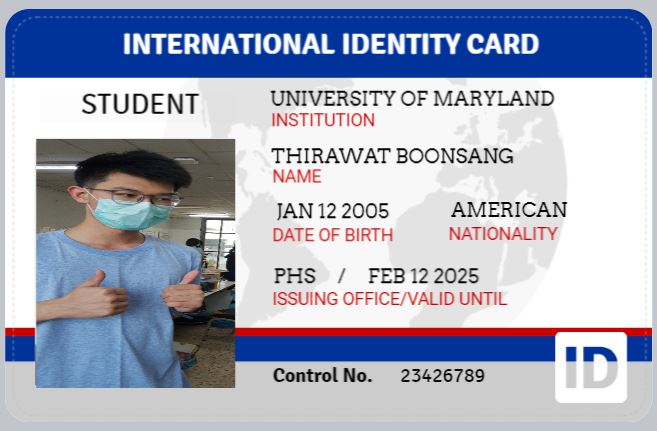 INTERNATIONAL IDENTITY CARD
STUDENT
UNIVERSITY OF MARYLAND
INSTITUTION
THIRAWAT BOONSANG
NAME
JAN 12 2005 AMERICAN
DATE OF BIRTH NATIONALITY
PHS / FEB 12 2025
ISSUING OFFICE/VALID UNTIL
Control No. 23426789
ID